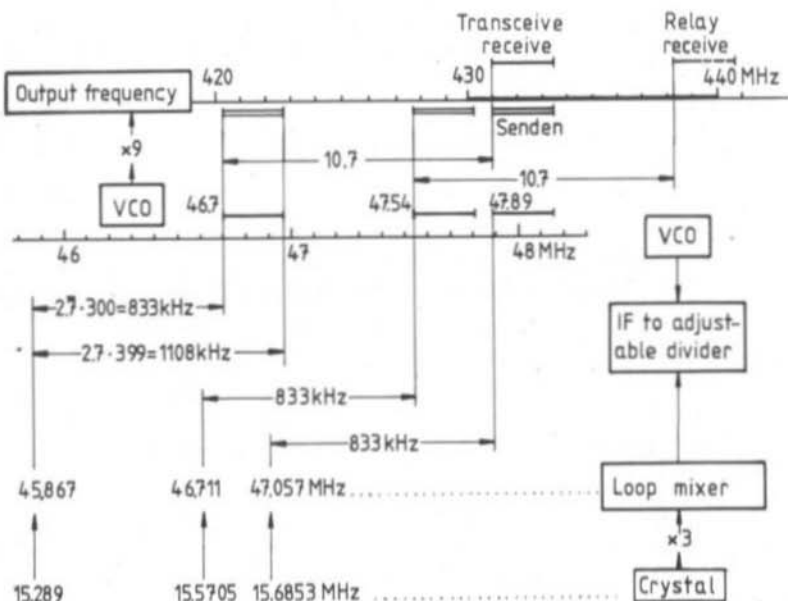 Transceive receive
Relay receive
420
430
440 MHz
Output frequency
Senden
×9
10.7
10.7
VCO
46.7
47.54
47.89
46
47
48 MHz
VCO
2.7·300=833kHz
IF to adjust-
able divider
2.7·399=1108kHz
833kHz
833kHz
45,867
46,711
47.057 MHz
Loop mixer
×3
15.289
15.5705
15.6853 MHz
Crystal